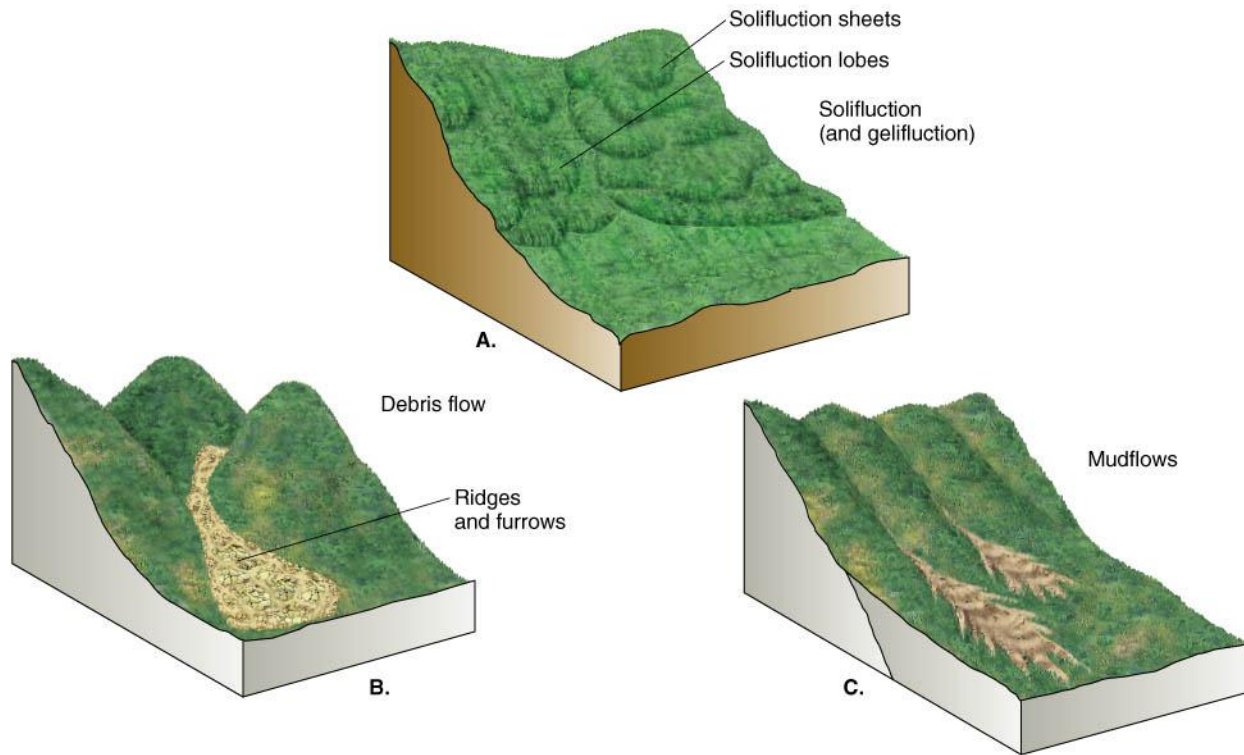 Solifluction sheets
Solifluction lobes
Solifluction
(and gelifluction)
A.
Debris flow
Ridges
and furrows
B.
Mudflows
C.